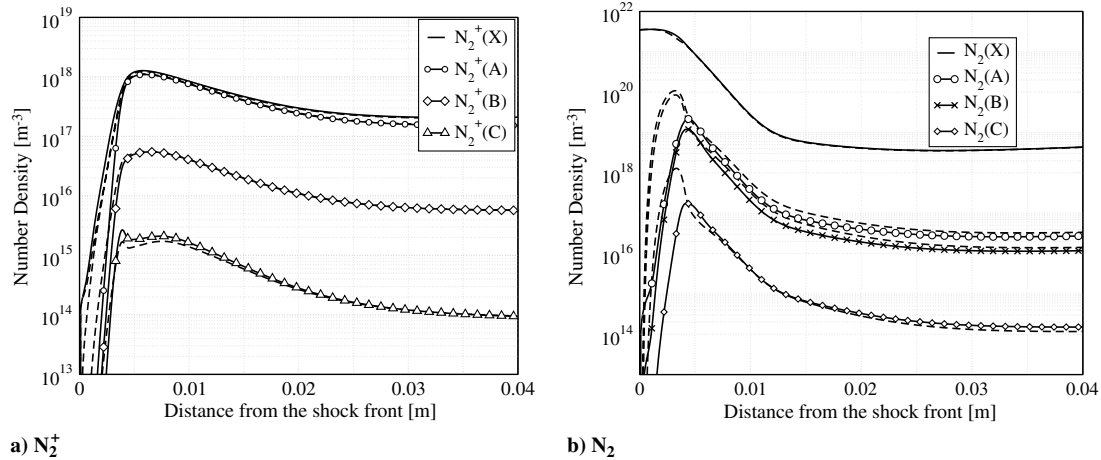 10^19
10^18
10^17
10^16
10^15
10^14
10^13
Number Density [m^-3]
N2^+(X)
N2^+(A)
N2^+(B)
N2^+(C)
0 0.01 0.02 0.03 0.04
Distance from the shock front [m]
a) N2^+
10^22
10^20
10^18
10^16
10^14
Number Density [m^-3]
N2(X)
N2(A)
N2(B)
N2(C)
0 0.01 0.02 0.03 0.04
Distance from the shock front [m]
b) N2